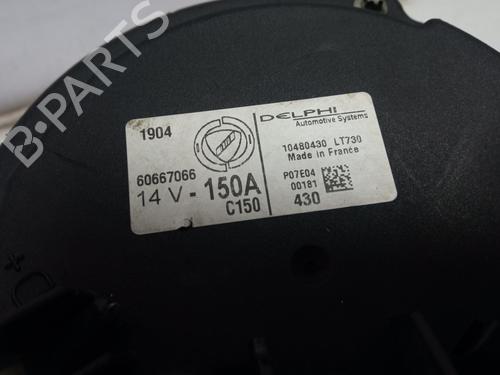 B-PARTS
1904
DELPHI
Automotive Systems
10480430 LT730
Made in France
60667066
14 V - 150A
C150
P07E04
00181
430
+D